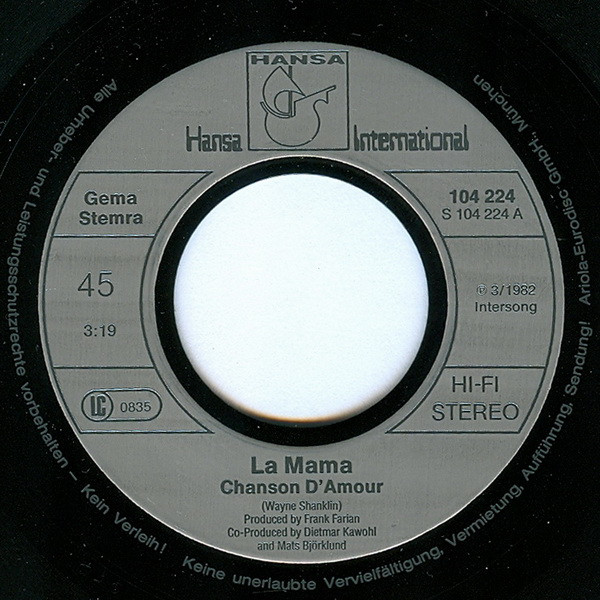 HANSA
Hansa International
Gema
Stemra
104 224
S 104 224 A
45
3:19
℗ 3/1982
Intersong
LC 0835
HI-FI
STEREO
La Mama
Chanson D'Amour
(Wayne Shanklin)
Produced by Frank Farian
Co-Produced by Dietmar Kawohl
and Mats Björklund
Alle Urheber- und Leistungsschutzrechte vorbehalten – Kein Verleih! Keine unerlaubte Vervielfältigung, Vermietung, Aufführung, Sendung! Ariola-Eurodisc GmbH, München